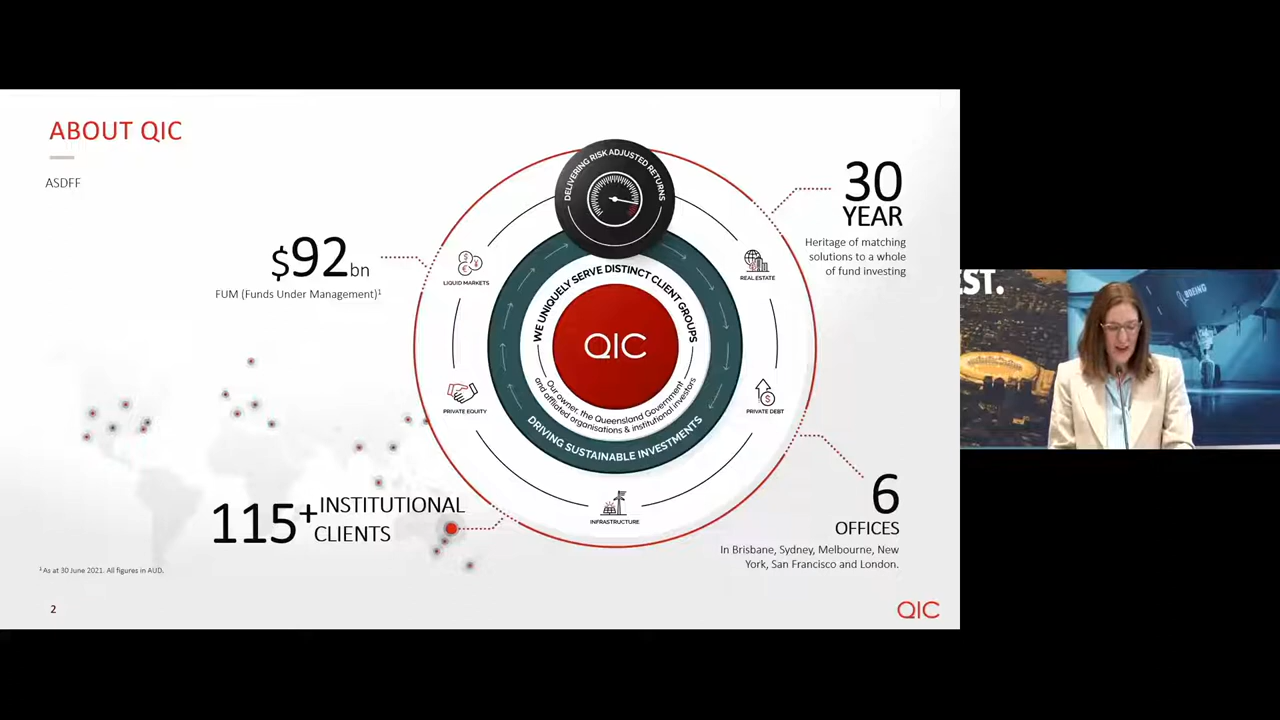 ABOUT QIC
ASDFF
$92bn
FUM (Funds Under Management)1
115+ INSTITUTIONAL
CLIENTS
1 As at 30 June 2021. All figures in AUD.
2
DELIVERING RISK ADJUSTED RETURNS
LIQUID MARKETS
REAL ESTATE
WE UNIQUELY SERVE DISTINCT CLIENT GROUPS
QIC
Our owner, the Queensland Government
and affiliated organisations & institutional investors
DRIVING SUSTAINABLE INVESTMENTS
PRIVATE EQUITY
PRIVATE DEBT
INFRASTRUCTURE
30
YEAR
Heritage of matching
solutions to a whole
of fund investing
6
OFFICES
In Brisbane, Sydney, Melbourne, New
York, San Francisco and London.
QIC
EST.
BOEING